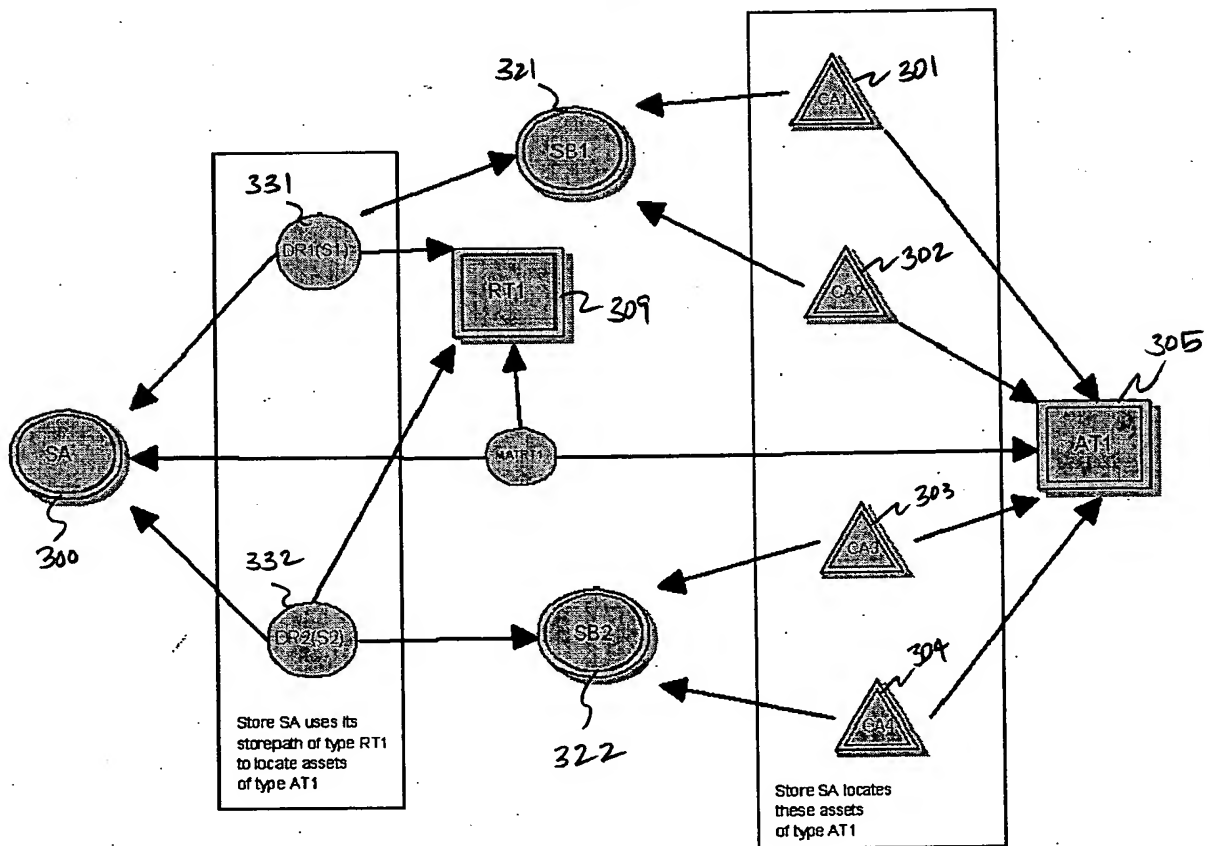 321
301
CA1
SB1
331
302
DR1(S1)
CA2
RT1
309
305
AT1
SA
MATRT1
303
300
332
CA3
DR2(S2)
SB2
304
CA4
322
Store SA uses its
storepath of type RT1
to locate assets
of type AT1
Store SA locates
these assets
of type AT1